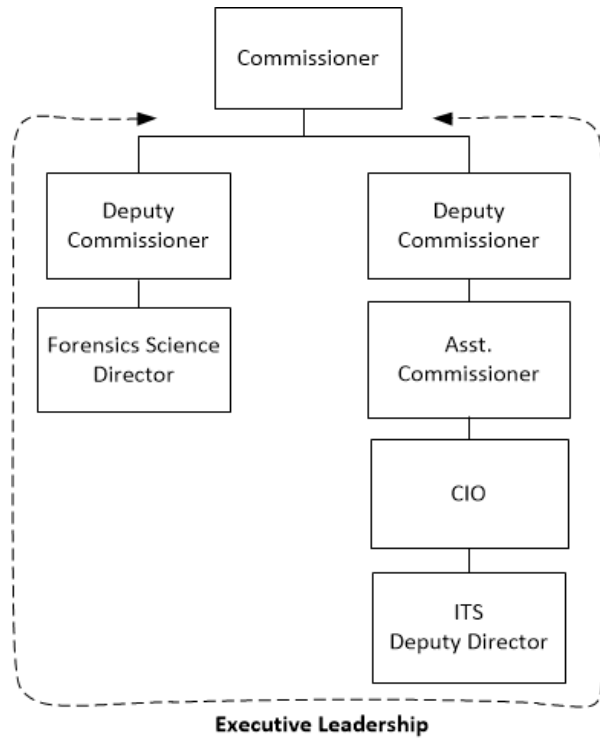 Commissioner
Deputy
Commissioner
Deputy
Commissioner
Forensics Science
Director
Asst.
Commissioner
CIO
ITS
Deputy Director
Executive Leadership